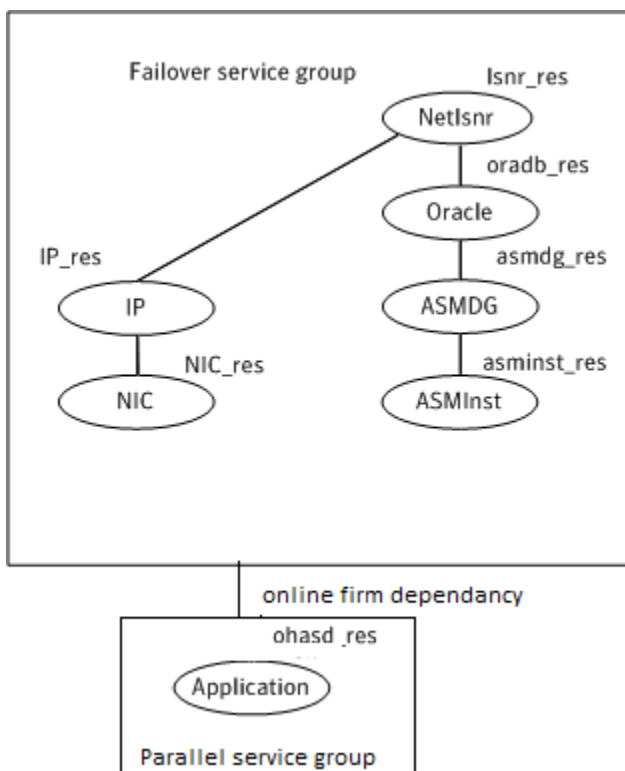 Failover service group
lsnr_res
Netlsnr
oradb_res
Oracle
asmdg_res
IP_res
IP
ASMDG
NIC_res
asminst_res
NIC
ASMInst
online firm dependancy
ohasd_res
Application
Parallel service group